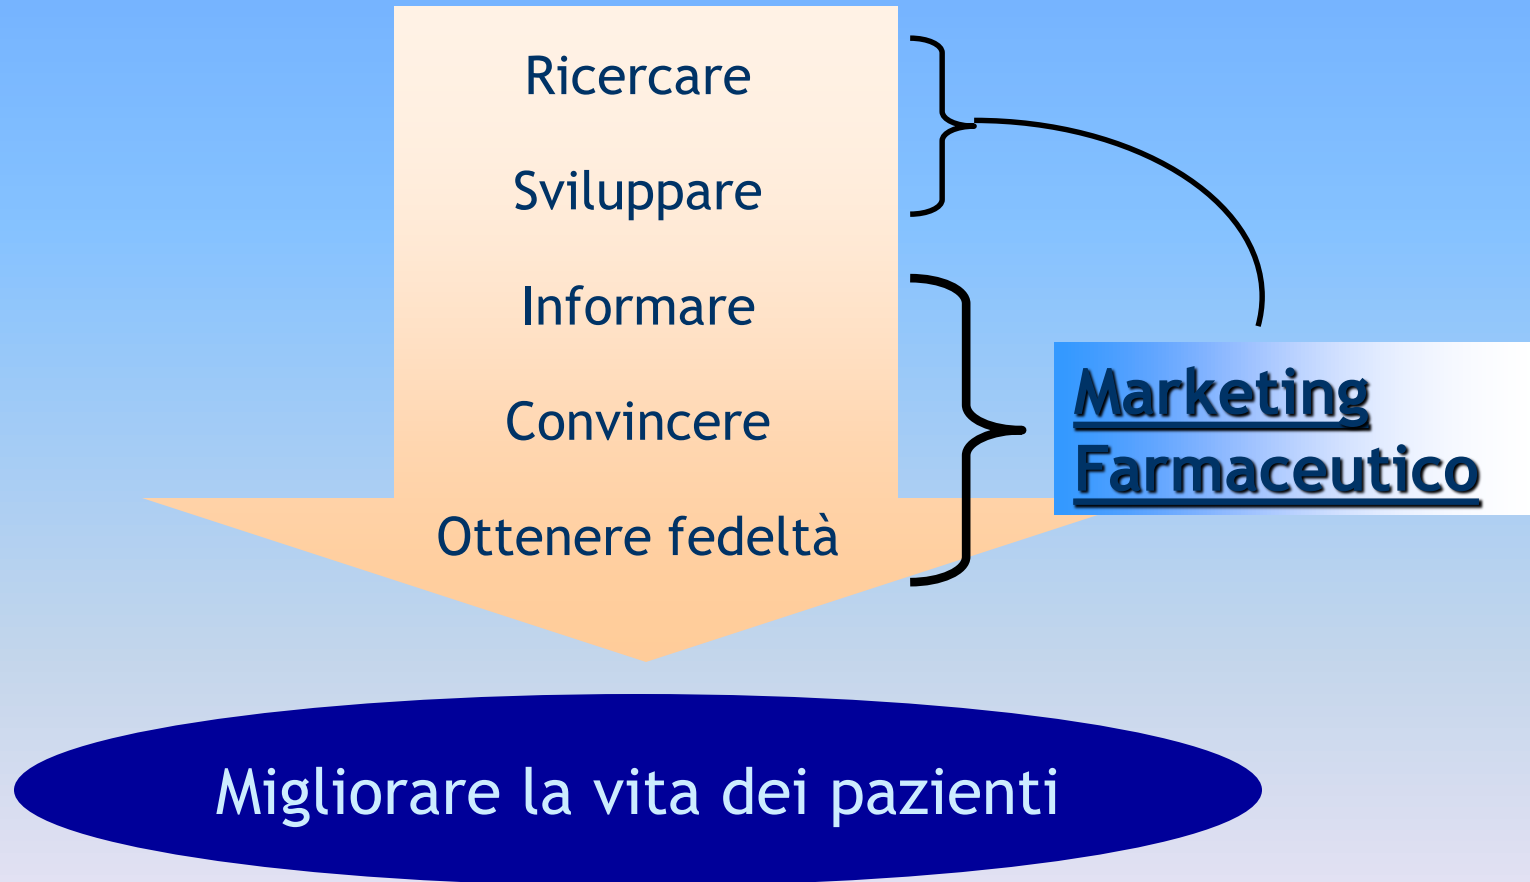 Ricercare
Sviluppare
Informare
Convincere
Ottenere fedeltà
Marketing
Farmaceutico
Migliorare la vita dei pazienti